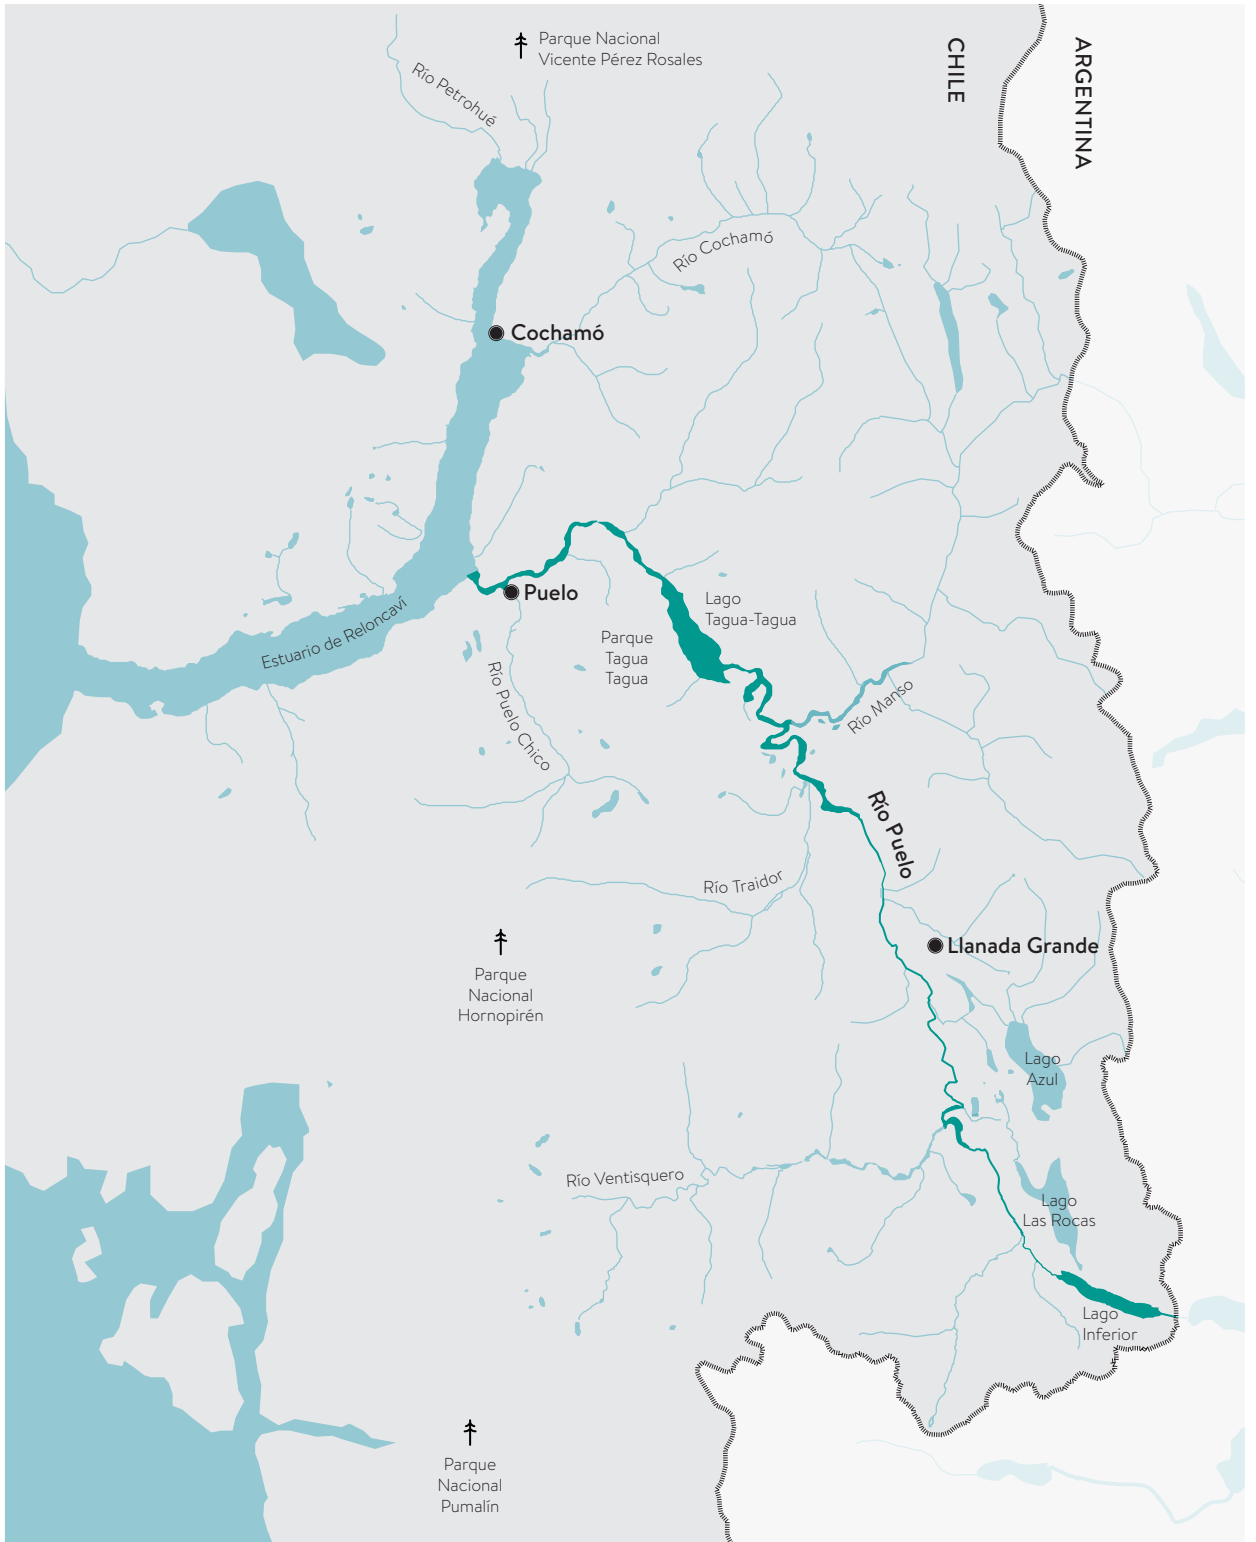 Parque Nacional
Vicente Pérez Rosales
CHILE
ARGENTINA
Río Petrohué
Río Cochamó
Cochamó
Puelo
Lago
Tagua-Tagua
Parque
Tagua
Tagua
Estuario de Reloncaví
Río Puelo Chico
Río Manso
Río Puelo
Río Traidor
Llanada Grande
Parque
Nacional
Hornopirén
Lago
Azul
Río Ventisquero
Lago
Las Rocas
Lago
Inferior
Parque
Nacional
Pumalín